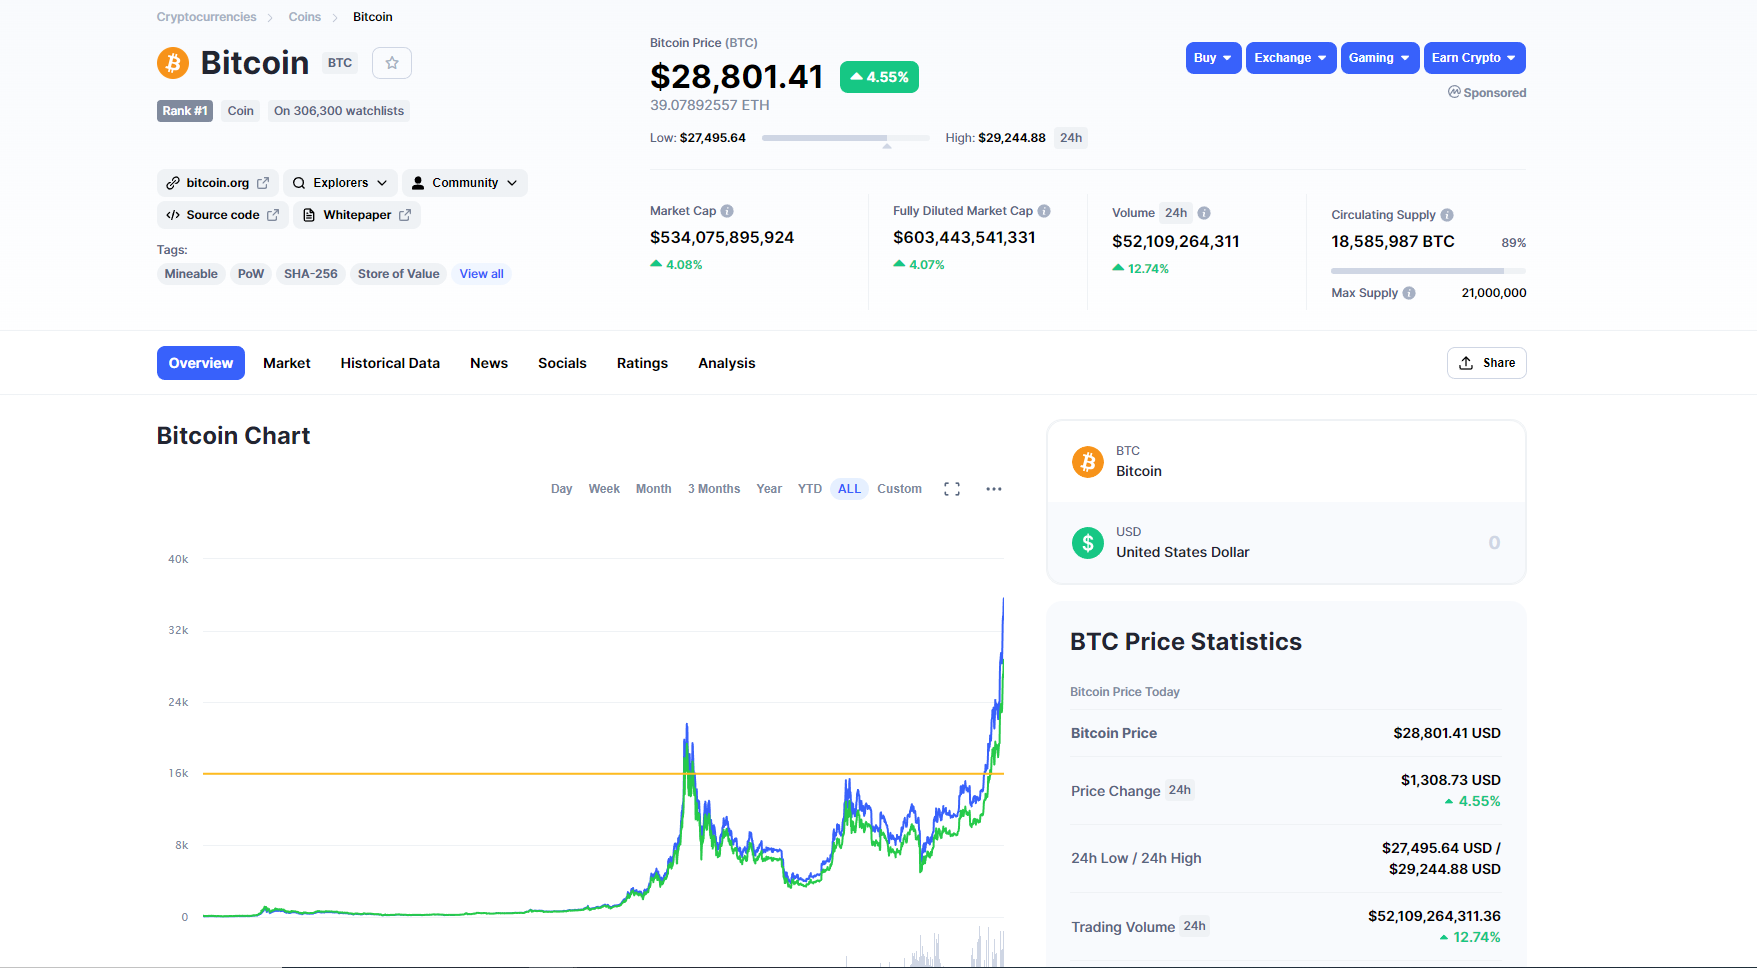 Cryptocurrencies > Coins > Bitcoin
Bitcoin BTC
Rank #1 Coin On 306,300 watchlists
bitcoin.org Explorers Community
Source code Whitepaper
Tags:
Mineable PoW SHA-256 Store of Value View all
Bitcoin Price (BTC)
$28,801.41 4.55%
39.07892557 ETH
Low: $27,495.64 High: $29,244.88 24h
Buy Exchange Gaming Earn Crypto
Sponsored
Market Cap
$534,075,895,924
4.08%
Fully Diluted Market Cap
$603,443,541,331
4.07%
Volume 24h
$52,109,264,311
12.74%
Circulating Supply
18,585,987 BTC 89%
Max Supply 21,000,000
Overview Market Historical Data News Socials Ratings Analysis Share
Bitcoin Chart
Day Week Month 3 Months Year YTD ALL Custom
40k
32k
24k
16k
8k
0
BTC
Bitcoin
USD
United States Dollar 0
BTC Price Statistics
Bitcoin Price Today
Bitcoin Price $28,801.41 USD
Price Change 24h $1,308.73 USD
4.55%
24h Low / 24h High $27,495.64 USD /
$29,244.88 USD
Trading Volume 24h $52,109,264,311.36
12.74%